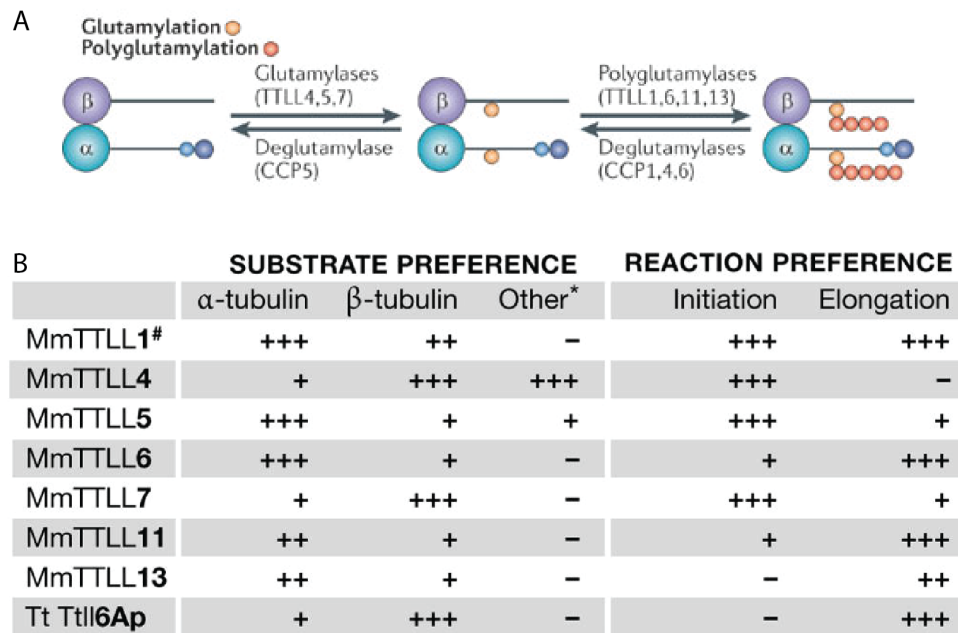 A
Glutamylation
Polyglutamylation
β
α
Glutamylases
(TTLL4,5,7)
Deglutamylase
(CCP5)
β
α
Polyglutamylases
(TTLL1,6,11,13)
Deglutamylases
(CCP1,4,6)
β
α
B
SUBSTRATE PREFERENCE REACTION PREFERENCE
α-tubulin β-tubulin Other* Initiation Elongation
MmTTLL1# +++ ++ – +++ +++
MmTTLL4 + +++ +++ +++ –
MmTTLL5 +++ + + +++ +
MmTTLL6 +++ + – + +++
MmTTLL7 + +++ – +++ +
MmTTLL11 ++ + – + +++
MmTTLL13 ++ + – – ++
Tt Ttll6Ap + +++ – – +++